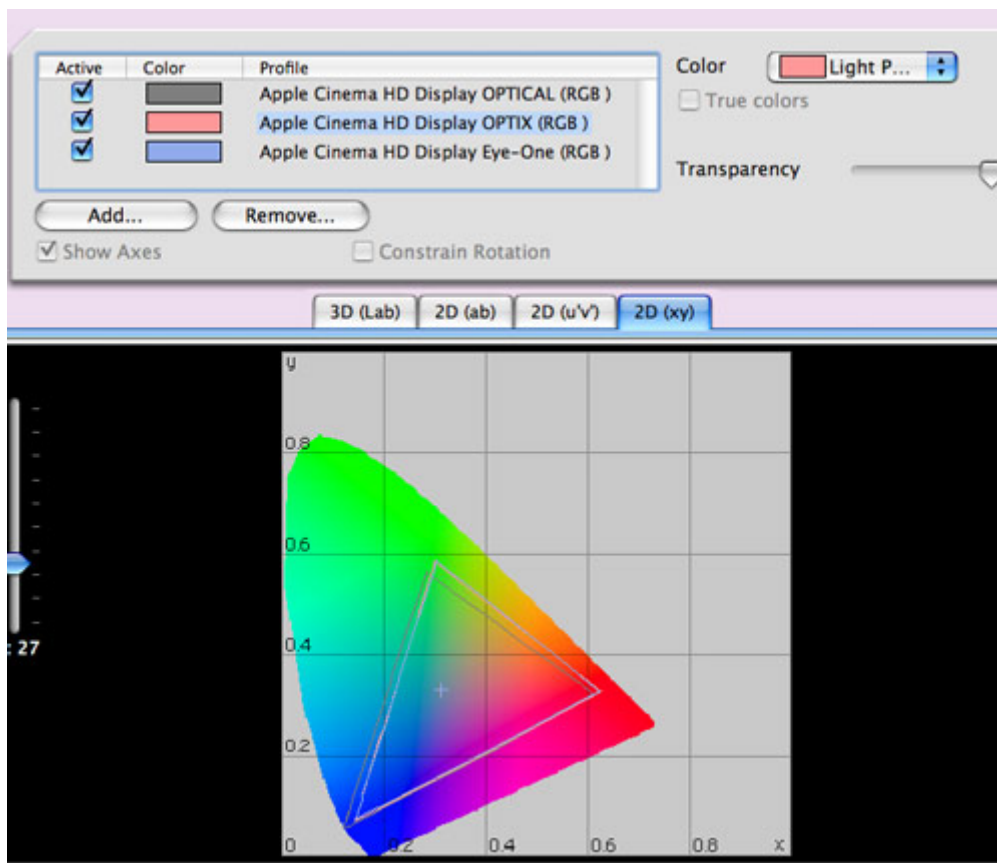 Active Color Profile
Apple Cinema HD Display OPTICAL (RGB )
Apple Cinema HD Display OPTIX (RGB )
Apple Cinema HD Display Eye-One (RGB )
Color Light P...
True colors
Transparency
Add... Remove...
Show Axes Constrain Rotation
3D (Lab) 2D (ab) 2D (u'v') 2D (xy)
y
0.8
0.6
0.4
: 27
0.2
0 0.2 0.4 0.6 0.8 x